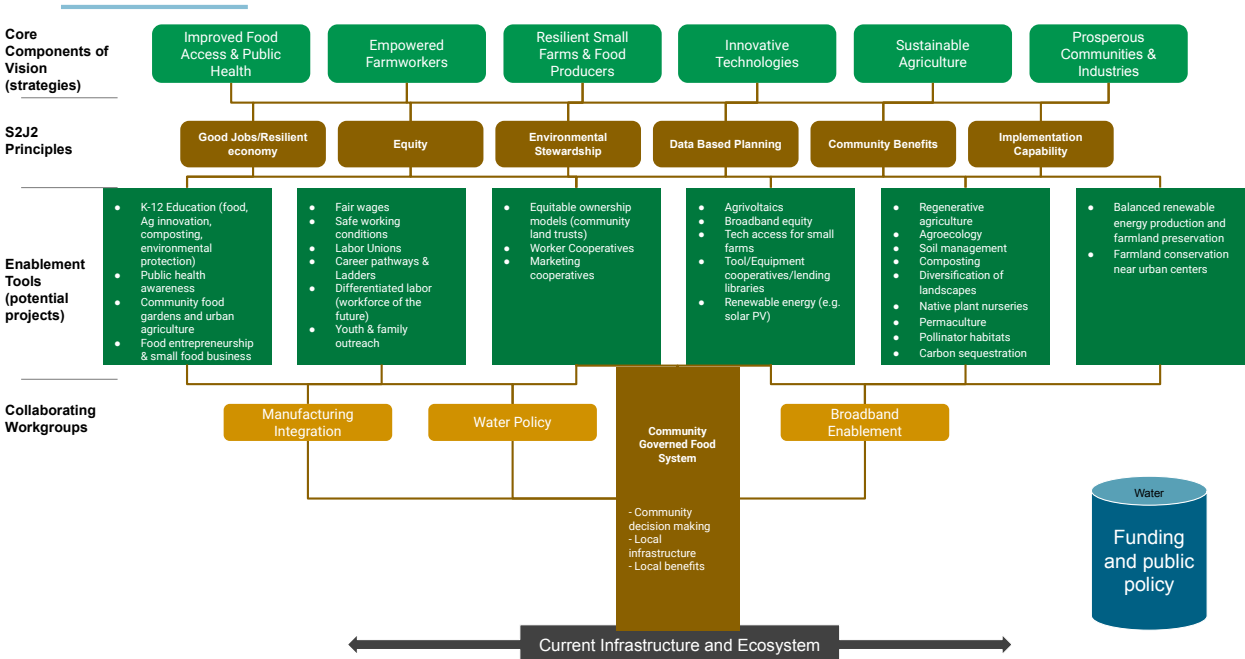 Core
Components of
Vision
(strategies)
Improved Food
Access & Public
Health
Empowered
Farmworkers
Resilient Small
Farms & Food
Producers
Innovative
Technologies
Sustainable
Agriculture
Prosperous
Communities &
Industries
S2J2
Principles
Good Jobs/Resilient
economy
Equity
Environmental
Stewardship
Data Based Planning
Community Benefits
Implementation
Capability
Enablement
Tools
(potential
projects)
● K-12 Education (food,
Ag innovation,
composting,
environmental
protection)
● Public health
awareness
● Community food
gardens and urban
agriculture
● Food entrepreneurship
& small food business
● Fair wages
● Safe working
conditions
● Labor Unions
● Career pathways &
Ladders
● Differentiated labor
(workforce of the
future)
● Youth & family
outreach
● Equitable ownership
models (community
land trusts)
● Worker Cooperatives
● Marketing
cooperatives
● Agrivoltaics
● Broadband equity
● Tech access for small
farms
● Tool/Equipment
cooperatives/lending
libraries
● Renewable energy (e.g.
solar PV)
● Regenerative
agriculture
● Agroecology
● Soil management
● Composting
● Diversification of
landscapes
● Native plant nurseries
● Permaculture
● Pollinator habitats
● Carbon sequestration
● Balanced renewable
energy production and
farmland preservation
● Farmland conservation
near urban centers
Collaborating
Workgroups
Manufacturing
Integration
Water Policy
Community
Governed Food
System
- Community
decision making
- Local
infrastructure
- Local benefits
Broadband
Enablement
Water
Funding
and public
policy
Current Infrastructure and Ecosystem